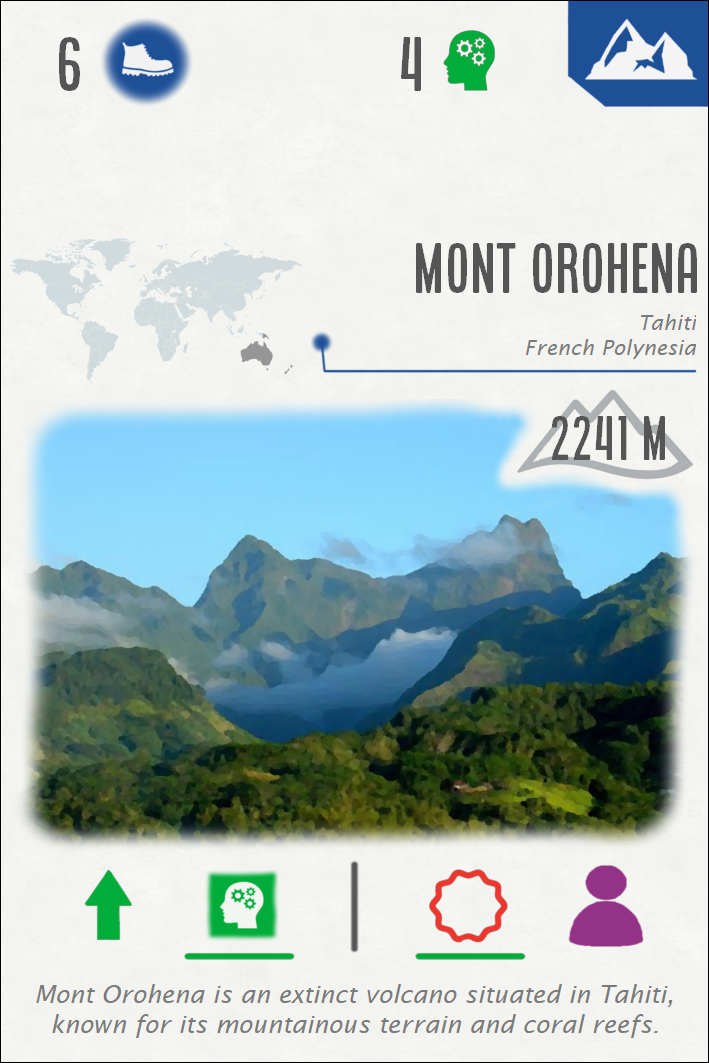 6
4
MONT OROHENA
Tahiti
French Polynesia
2241 M
Mont Orohena is an extinct volcano situated in Tahiti,
known for its mountainous terrain and coral reefs.